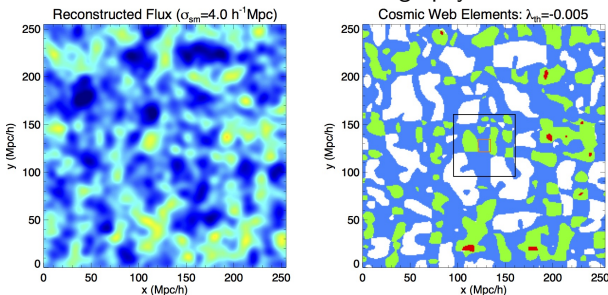 Reconstructed Flux (σsm=4.0 h⁻¹Mpc)
250
200
150
100
50
0
y (Mpc/h)
0 50 100 150 200 250
x (Mpc/h)
Cosmic Web Elements: λth=-0.005
250
200
150
100
50
0
y (Mpc/h)
0 50 100 150 200 250
x (Mpc/h)